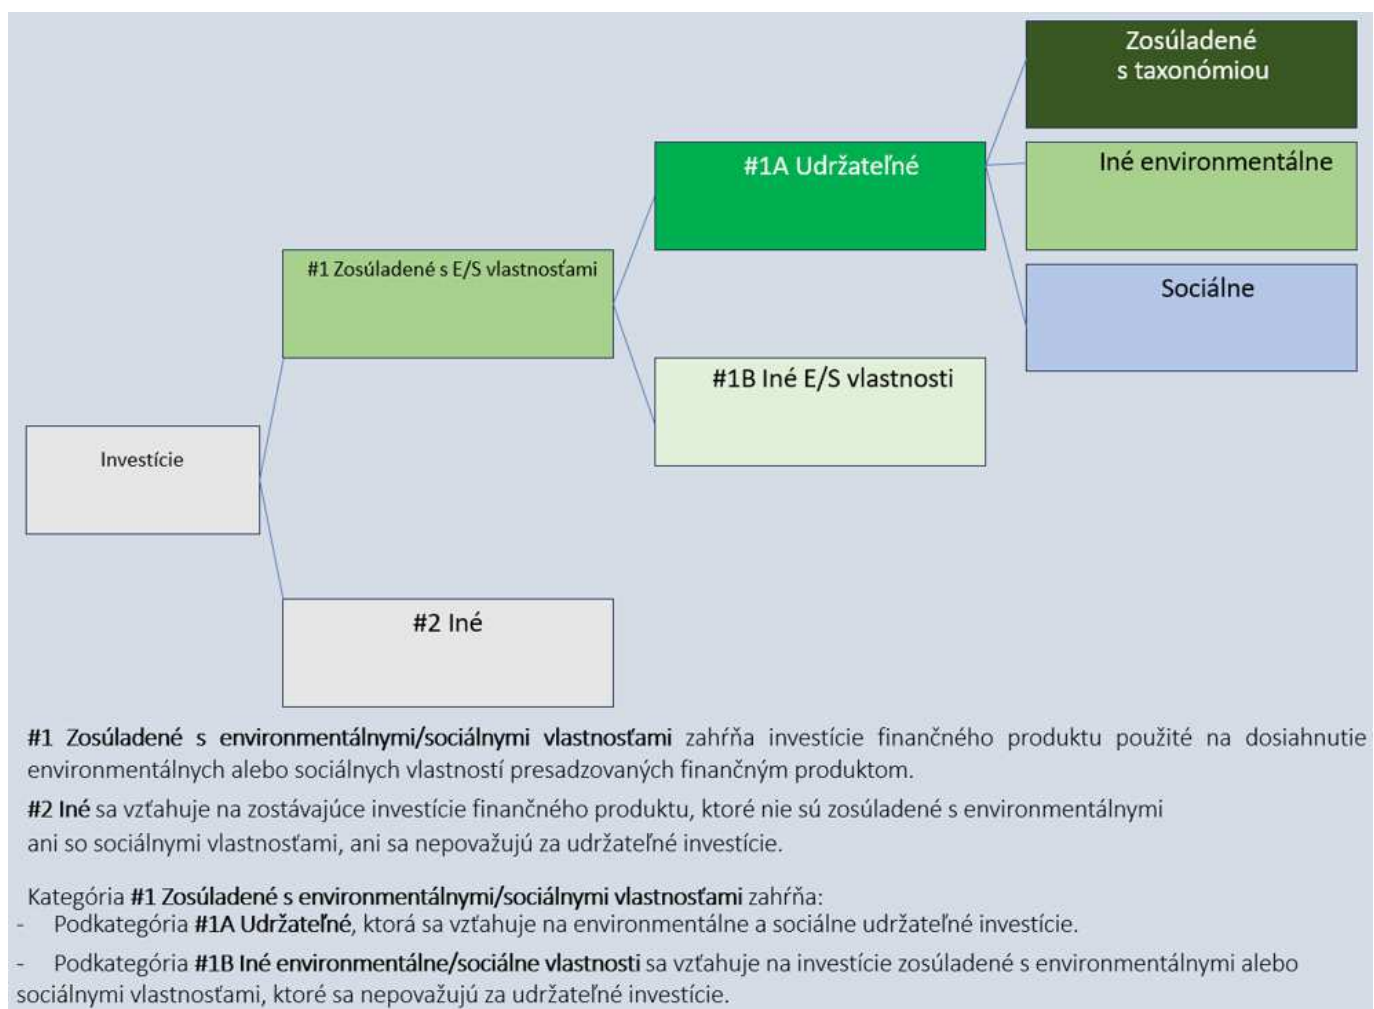 Zosúladené
s taxonómiou
#1A Udržateľné
Iné environmentálne
#1 Zosúladené s E/S vlastnosťami
Sociálne
#1B Iné E/S vlastnosti
Investície
#2 Iné
#1 Zosúladené s environmentálnymi/sociálnymi vlastnosťami zahŕňa investície finančného produktu použité na dosiahnutie
environmentálnych alebo sociálnych vlastností presadzovaných finančným produktom.
#2 Iné sa vzťahuje na zostávajúce investície finančného produktu, ktoré nie sú zosúladené s environmentálnymi
ani so sociálnymi vlastnosťami, ani sa nepovažujú za udržateľné investície.
Kategória #1 Zosúladené s environmentálnymi/sociálnymi vlastnosťami zahŕňa:
- Podkategória #1A Udržateľné, ktorá sa vzťahuje na environmentálne a sociálne udržateľné investície.
- Podkategória #1B Iné environmentálne/sociálne vlastnosti sa vzťahuje na investície zosúladené s environmentálnymi alebo
sociálnymi vlastnosťami, ktoré sa nepovažujú za udržateľné investície.